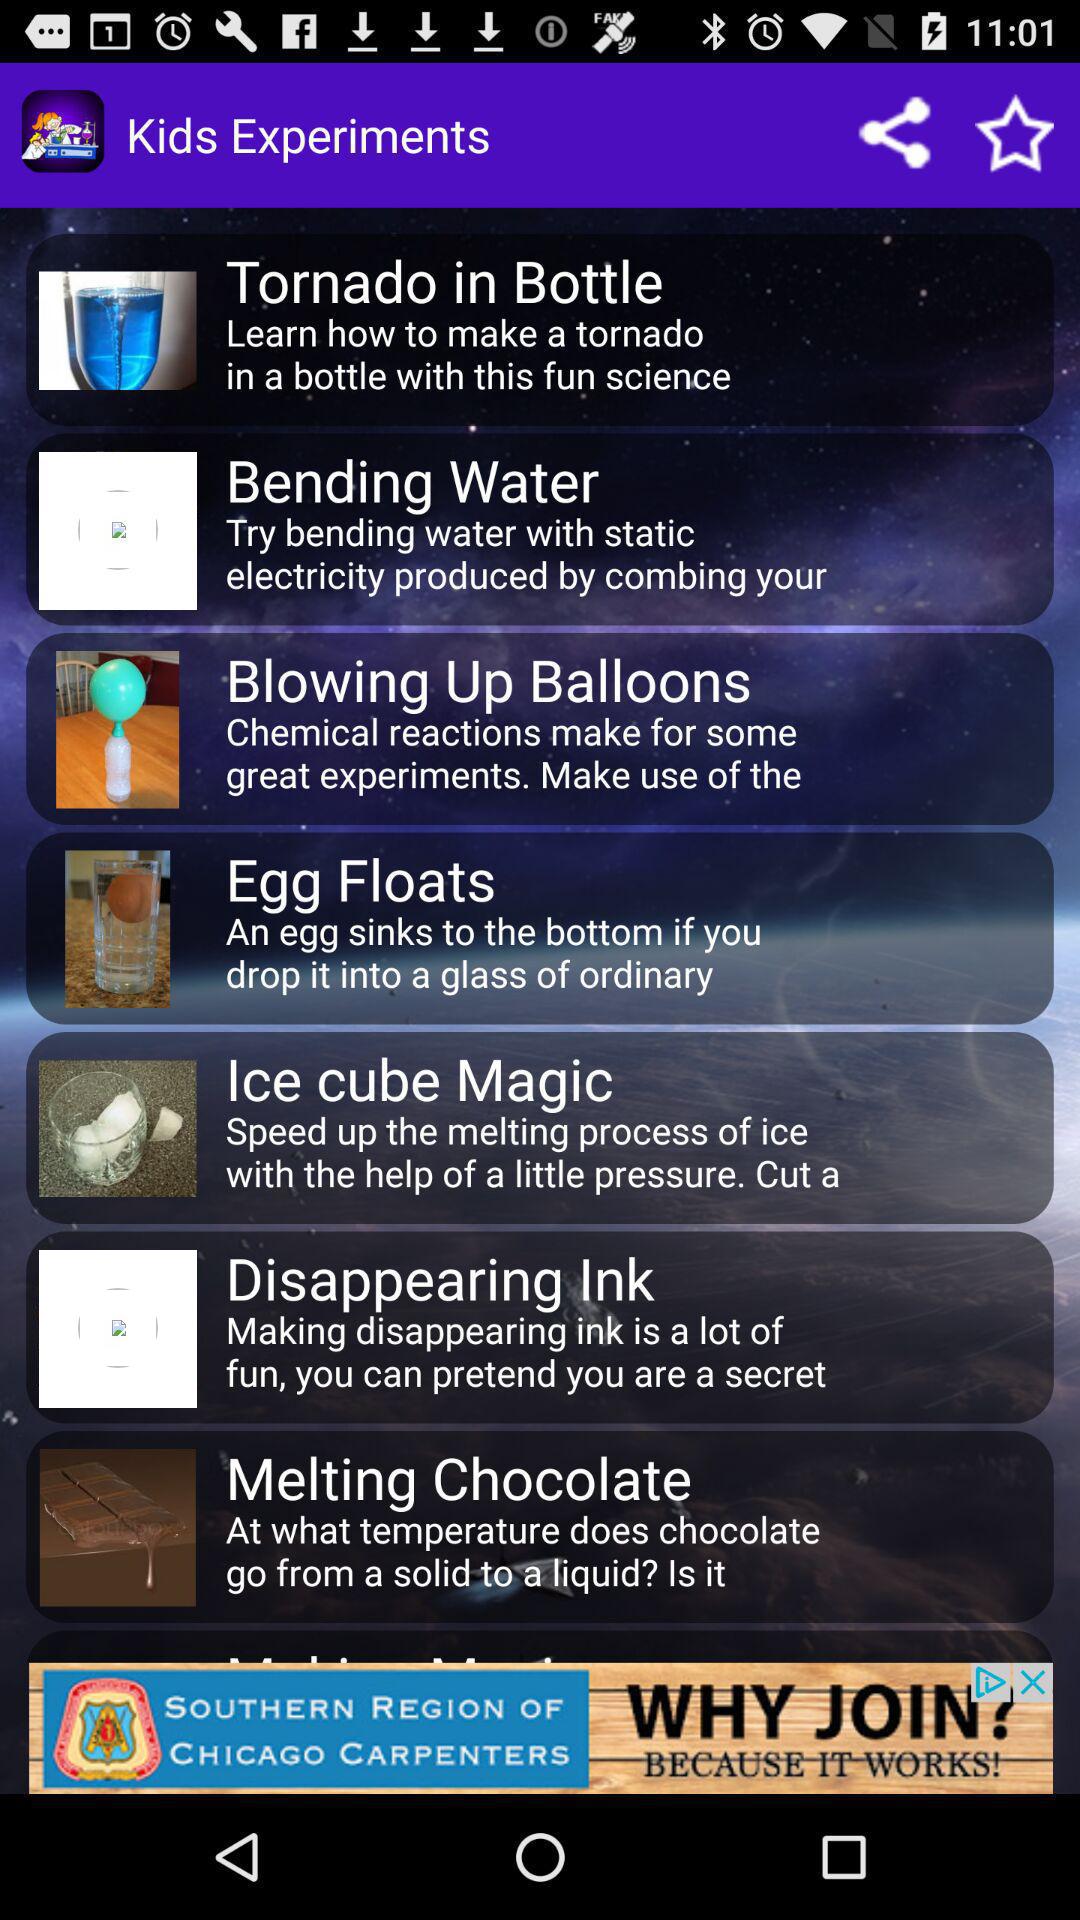 1
FAK
11:01
Kids Experiments
Tornado in Bottle
Learn how to make a tornado
in a bottle with this fun science
Bending Water
Try bending water with static
electricity produced by combing your
Blowing Up Balloons
Chemical reactions make for some
great experiments. Make use of the
Egg Floats
An egg sinks to the bottom if you
drop it into a glass of ordinary
Ice cube Magic
Speed up the melting process of ice
with the help of a little pressure. Cut a
Disappearing Ink
Making disappearing ink is a lot of
fun, you can pretend you are a secret
Melting Chocolate
At what temperature does chocolate
go from a solid to a liquid? Is it
SOUTHERN REGION OF
CHICAGO CARPENTERS
WHY JOIN?
BECAUSE IT WORKS!